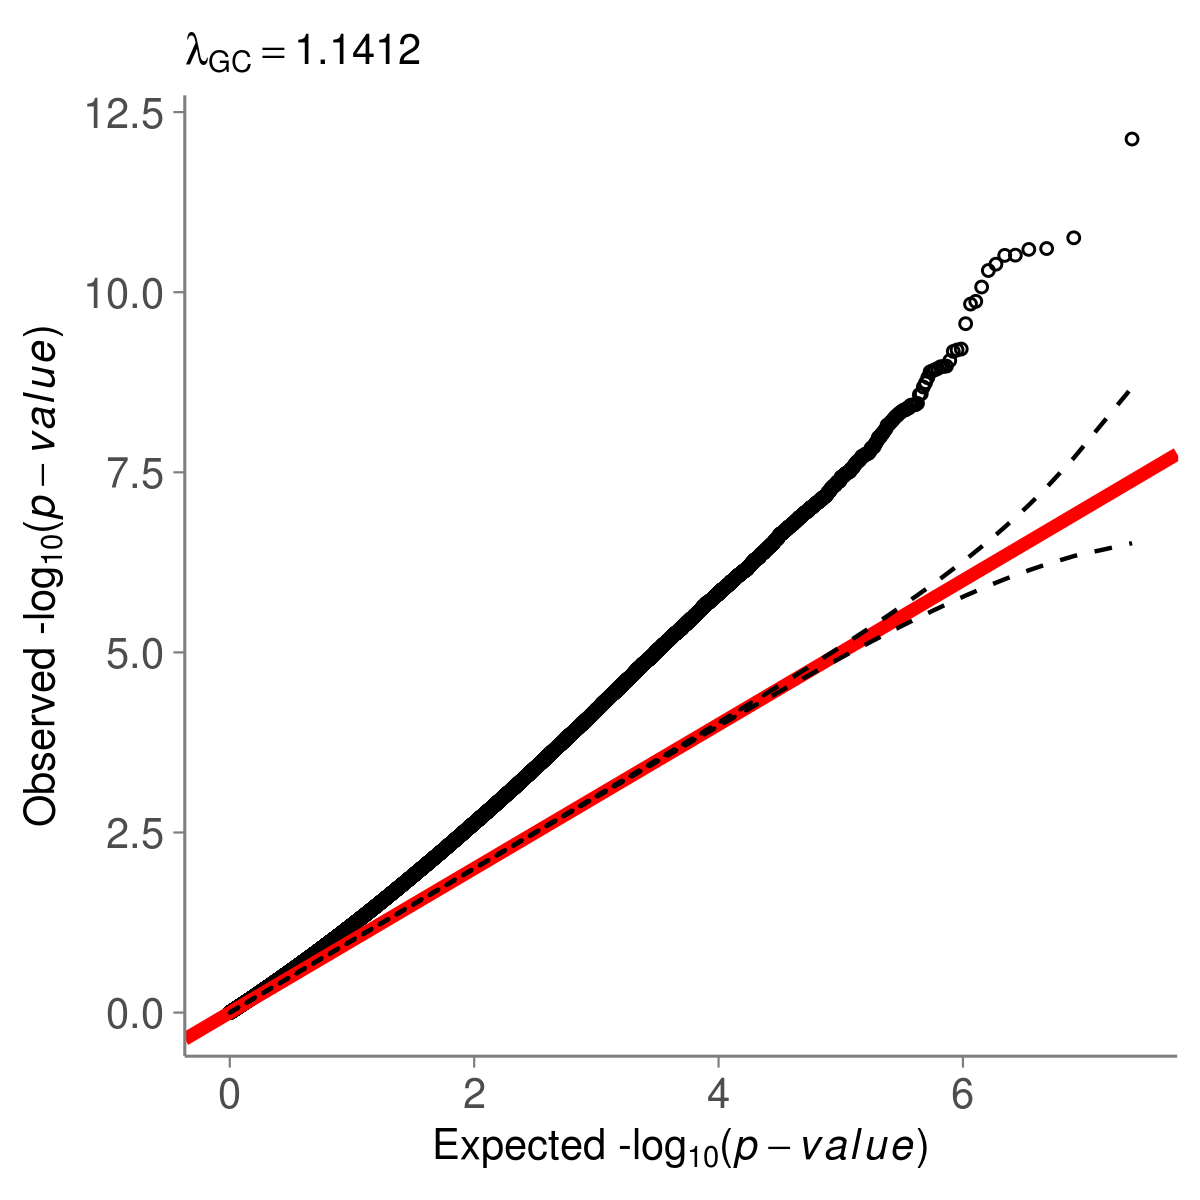 λGC = 1.1412
12.5
10.0
7.5
5.0
2.5
0.0
Observed -log10(p − value)
0 2 4 6
Expected -log10(p − value)